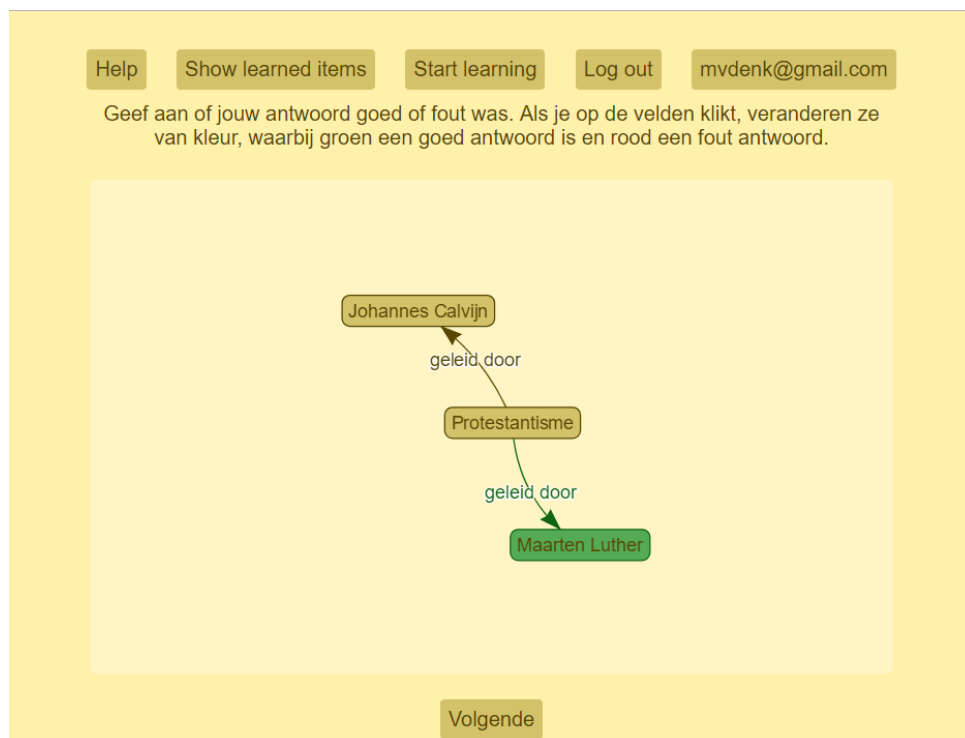 Help Show learned items Start learning Log out mvdenk@gmail.com
Geef aan of jouw antwoord goed of fout was. Als je op de velden klikt, veranderen ze
van kleur, waarbij groen een goed antwoord is en rood een fout antwoord.
Johannes Calvijn
geleid door
Protestantisme
geleid door
Maarten Luther
Volgende